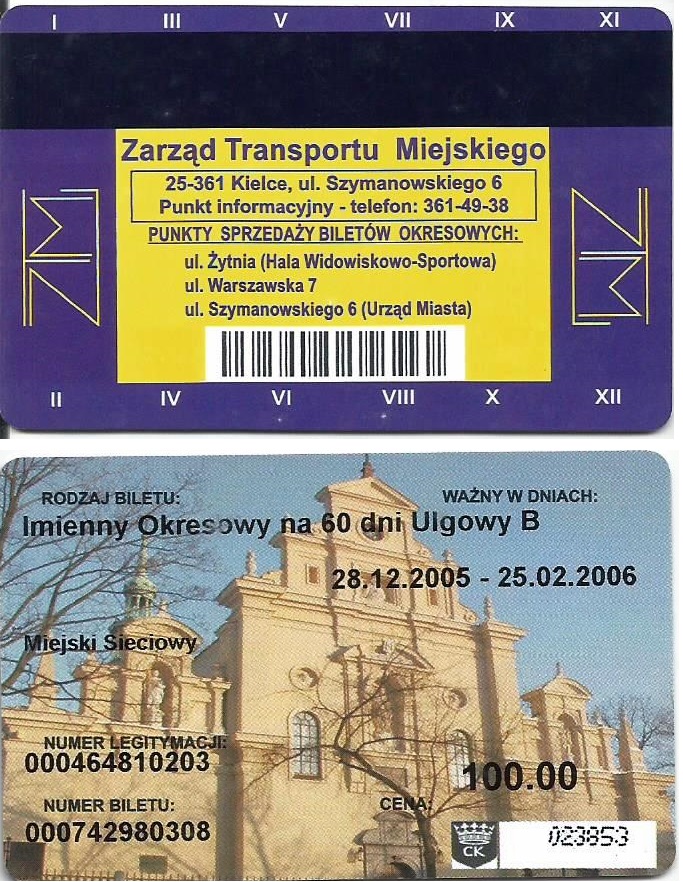 I III V VII IX XI
Zarząd Transportu Miejskiego
25-361 Kielce, ul. Szymanowskiego 6
Punkt informacyjny - telefon: 361-49-38
PUNKTY SPRZEDAŻY BILETÓW OKRESOWYCH:
ul. Żytnia (Hala Widowiskowo-Sportowa)
ul. Warszawska 7
ul. Szymanowskiego 6 (Urząd Miasta)
ZTM
ZTM
II IV VI VIII X XII
RODZAJ BILETU: WAŻNY W DNIACH:
Imienny Okresowy na 60 dni Ulgowy B
28.12.2005 - 25.02.2006
Miejski Sieciowy
NUMER LEGITYMACJI:
000464810203
100.00
NUMER BILETU: CENA:
000742980308
CK 023853